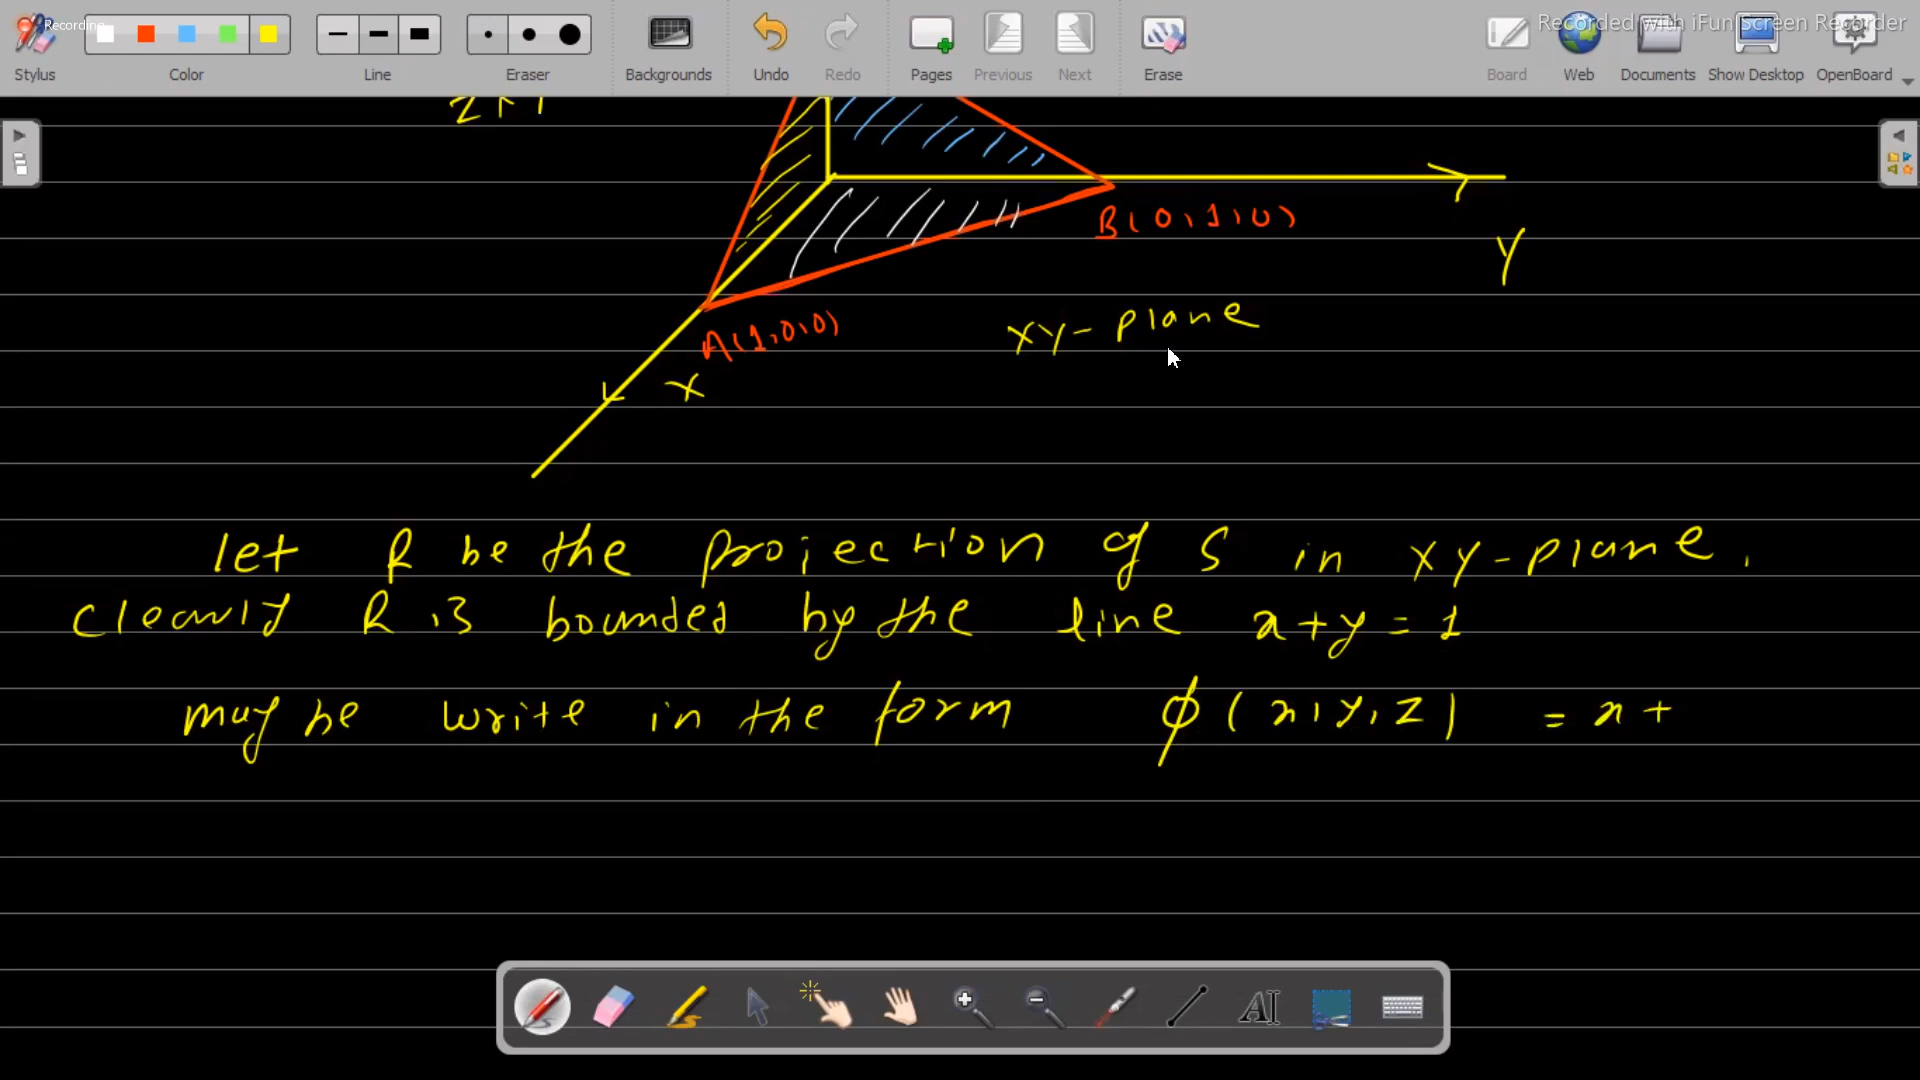 Recording
Recorded with iFun Screen Recorder
Stylus Color Line Eraser Backgrounds Undo Redo Pages Previous Next Erase Board Web Documents Show Desktop OpenBoard
B(0,1,0)
Y
A(1,0,0)
XY-plane
X
let R be the projection of S in XY-plane.
clearly R is bounded by the line x+y=1
may be write in the form φ(x,y,z) = x+